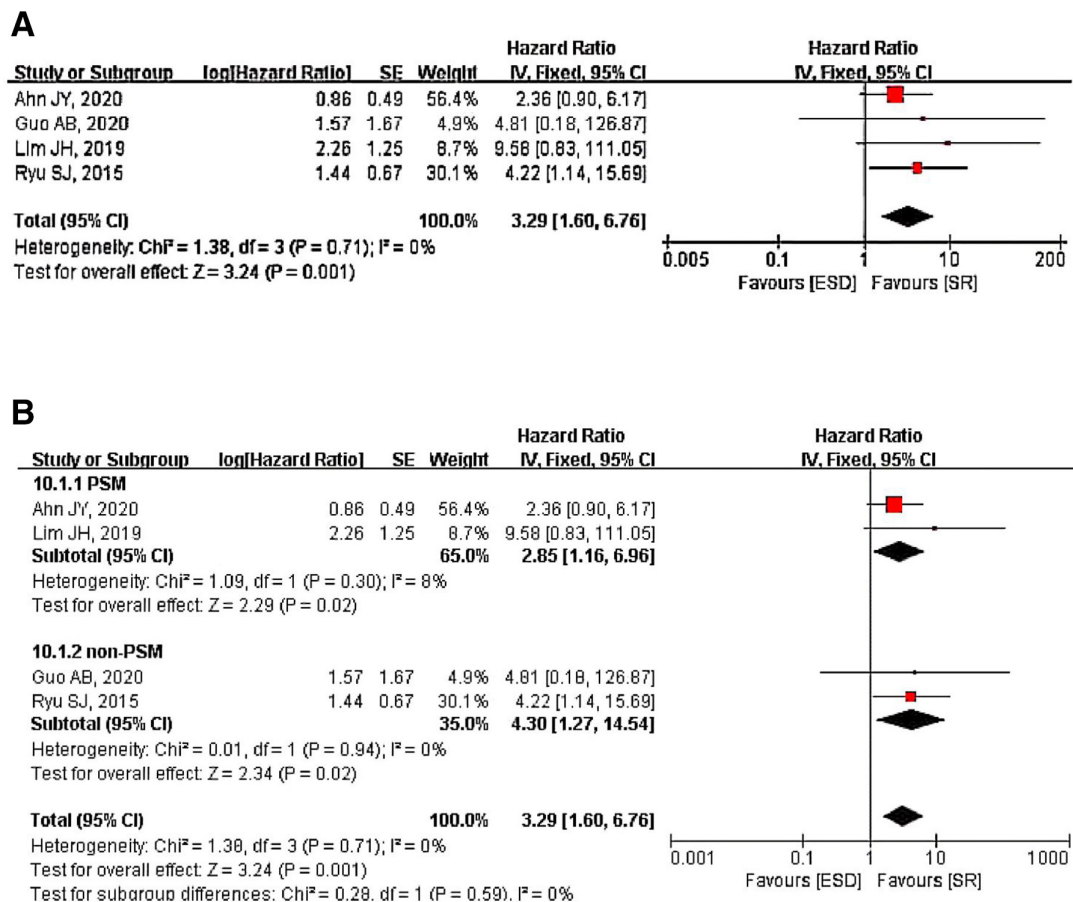 A
Hazard Ratio Hazard Ratio
Study or Subgroup log[Hazard Ratio] SE Weight IV, Fixed, 95% CI IV, Fixed, 95% CI
Ahn JY, 2020 0.86 0.49 56.4% 2.36 [0.90, 6.17]
Guo AB, 2020 1.57 1.67 4.9% 4.81 [0.18, 126.87]
Lim JH, 2019 2.26 1.25 8.7% 9.58 [0.83, 111.05]
Ryu SJ, 2015 1.44 0.67 30.1% 4.22 [1.14, 15.69]
Total (95% CI) 100.0% 3.29 [1.60, 6.76]
Heterogeneity: Chi² = 1.38, df = 3 (P = 0.71); I² = 0%
Test for overall effect: Z = 3.24 (P = 0.001)
0.005 0.1 1 10 200
Favours [ESD] Favours [SR]
B
Hazard Ratio Hazard Ratio
Study or Subgroup log[Hazard Ratio] SE Weight IV, Fixed, 95% CI IV, Fixed, 95% CI
10.1.1 PSM
Ahn JY, 2020 0.86 0.49 56.4% 2.36 [0.90, 6.17]
Lim JH, 2019 2.26 1.25 8.7% 9.58 [0.83, 111.05]
Subtotal (95% CI) 65.0% 2.85 [1.16, 6.96]
Heterogeneity: Chi² = 1.09, df = 1 (P = 0.30); I² = 8%
Test for overall effect: Z = 2.29 (P = 0.02)
10.1.2 non-PSM
Guo AB, 2020 1.57 1.67 4.9% 4.81 [0.18, 126.87]
Ryu SJ, 2015 1.44 0.67 30.1% 4.22 [1.14, 15.69]
Subtotal (95% CI) 35.0% 4.30 [1.27, 14.54]
Heterogeneity: Chi² = 0.01, df = 1 (P = 0.94); I² = 0%
Test for overall effect: Z = 2.34 (P = 0.02)
Total (95% CI) 100.0% 3.29 [1.60, 6.76]
Heterogeneity: Chi² = 1.38, df = 3 (P = 0.71); I² = 0%
Test for overall effect: Z = 3.24 (P = 0.001)
Test for subgroup differences: Chi² = 0.28, df = 1 (P = 0.59), I² = 0%
0.001 0.1 1 10 1000
Favours [ESD] Favours [SR]